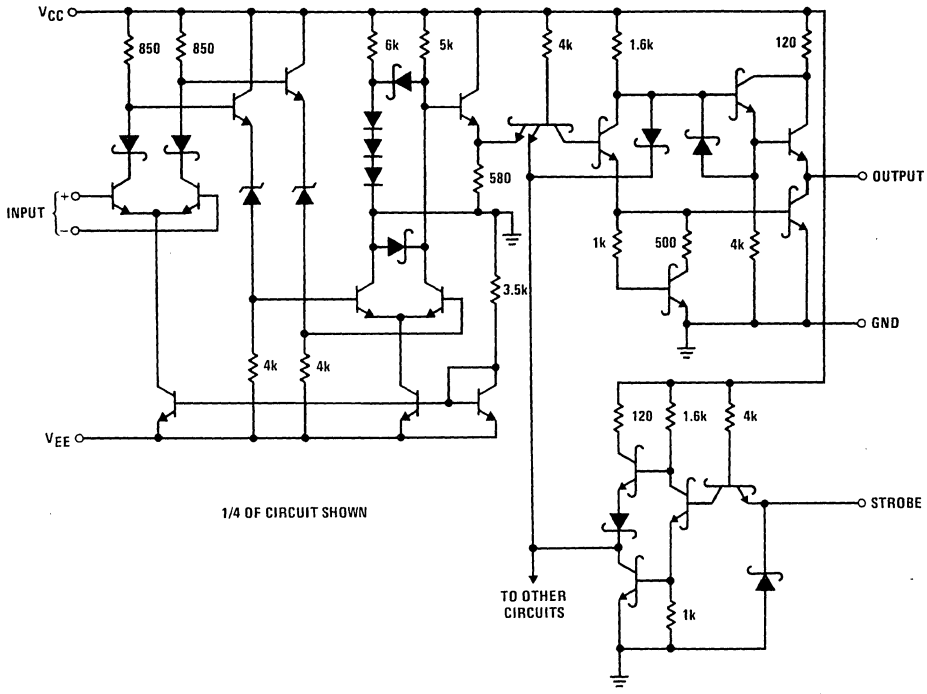 VCC
850
850
6k
5k
4k
1.6k
120
580
OUTPUT
INPUT
+
−
1k
500
4k
3.5k
GND
4k
4k
120
1.6k
4k
VEE
STROBE
1/4 OF CIRCUIT SHOWN
TO OTHER
CIRCUITS
1k